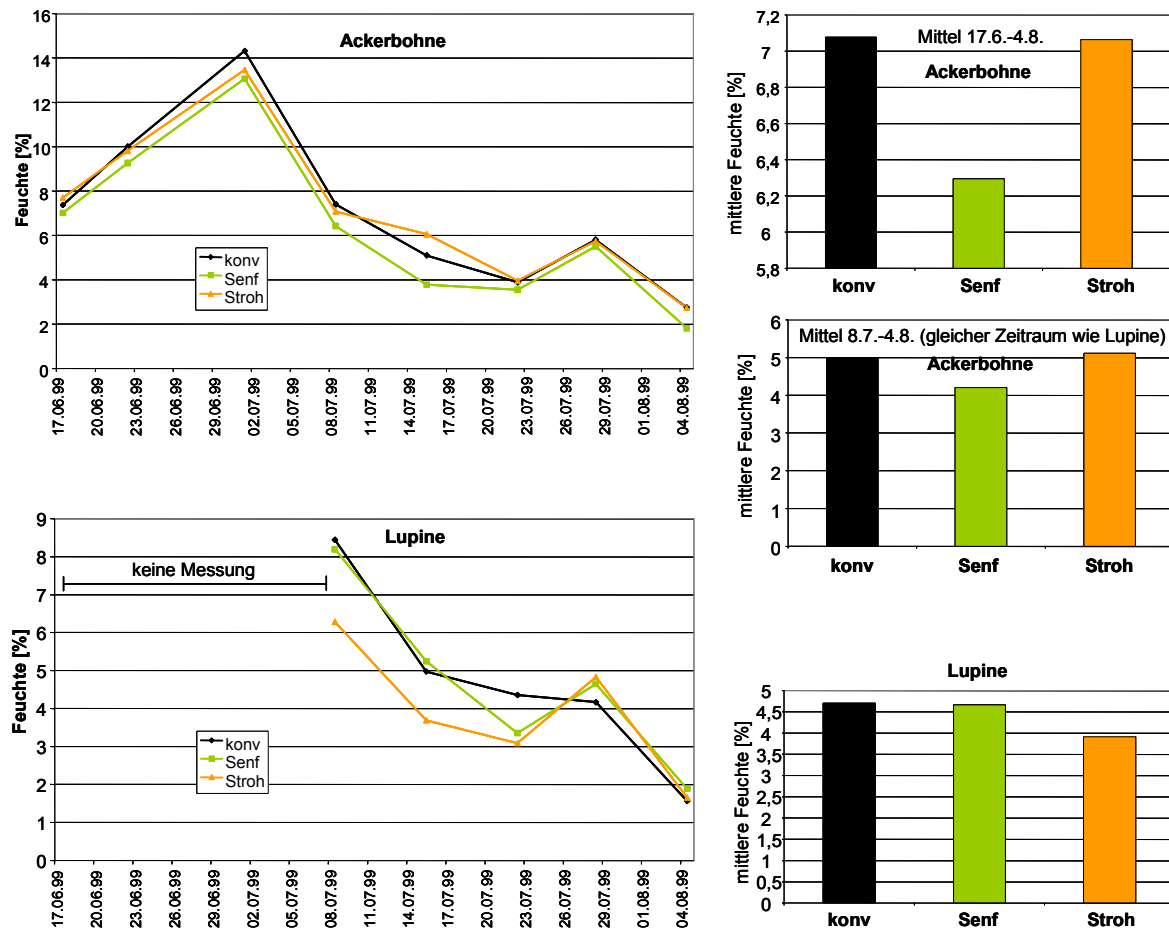 Ackerbohne
Feuchte [%]
16
14
12
10
8
6
4
2
0
konv
Senf
Stroh
17.06.99
20.06.99
23.06.99
26.06.99
29.06.99
02.07.99
05.07.99
08.07.99
11.07.99
14.07.99
17.07.99
20.07.99
23.07.99
26.07.99
29.07.99
01.08.99
04.08.99
Mittel 17.6.-4.8.
Ackerbohne
mittlere Feuchte [%]
7,2
7
6,8
6,6
6,4
6,2
6
5,8
konv
Senf
Stroh
Mittel 8.7.-4.8. (gleicher Zeitraum wie Lupine)
Ackerbohne
mittlere Feuchte [%]
6
5
4
3
2
1
0
konv
Senf
Stroh
Lupine
keine Messung
Feuchte [%]
9
8
7
6
5
4
3
2
1
0
konv
Senf
Stroh
17.06.99
20.06.99
23.06.99
26.06.99
29.06.99
02.07.99
05.07.99
08.07.99
11.07.99
14.07.99
17.07.99
20.07.99
23.07.99
26.07.99
29.07.99
01.08.99
04.08.99
Lupine
mittlere Feuchte [%]
5
4,5
4
3,5
3
2,5
2
1,5
1
0,5
0
konv
Senf
Stroh